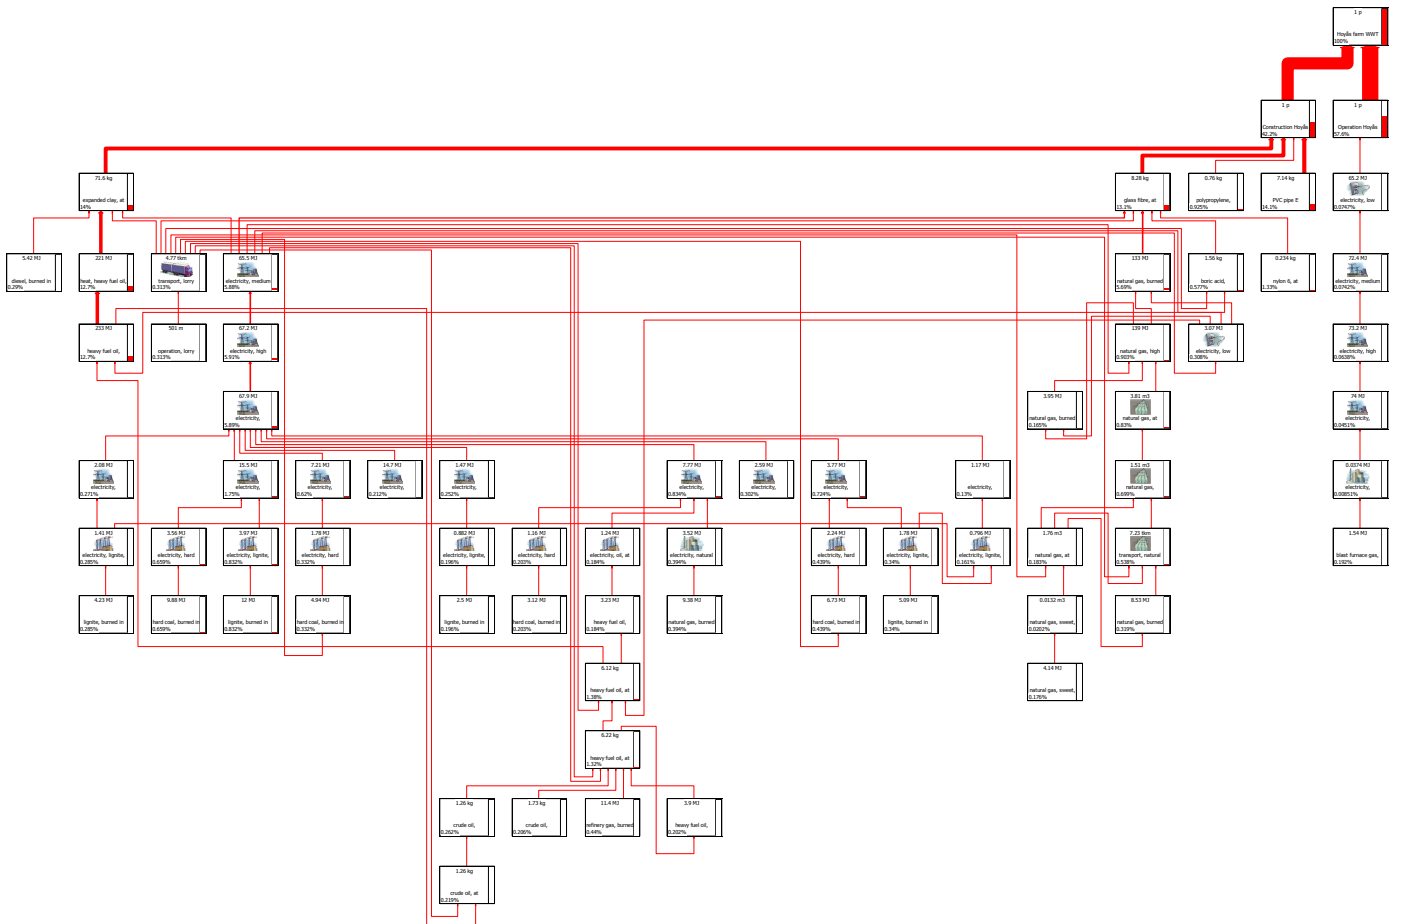 1 p
Hoyås farm WWT
100%
1 p
Construction Hoyås
42.2%
1 p
Operation Hoyås
57.6%
71.6 kg
expanded clay, at
14%
8.28 kg
glass fibre, at
13.1%
0.76 kg
polypropylene,
0.925%
7.14 kg
PVC pipe E
14.1%
65.2 MJ
electricity, low
0.0747%
5.42 MJ
diesel, burned in
0.29%
221 MJ
heat, heavy fuel oil,
12.7%
4.77 tkm
transport, lorry
0.313%
65.5 MJ
electricity, medium
5.88%
133 MJ
natural gas, burned
5.69%
1.56 kg
boric acid,
0.577%
0.234 kg
nylon 6, at
1.33%
72.4 MJ
electricity, medium
0.0742%
233 MJ
heavy fuel oil,
12.7%
501 m
operation, lorry
0.313%
67.2 MJ
electricity, high
5.91%
139 MJ
natural gas, high
0.903%
3.07 MJ
electricity, low
0.308%
73.2 MJ
electricity, high
0.0638%
67.9 MJ
electricity,
5.89%
3.95 MJ
natural gas, burned
0.165%
3.81 m3
natural gas, at
0.83%
74 MJ
electricity,
0.0451%
2.08 MJ
electricity,
0.271%
15.5 MJ
electricity,
1.75%
7.21 MJ
electricity,
0.62%
14.7 MJ
electricity,
0.212%
1.47 MJ
electricity,
0.252%
7.77 MJ
electricity,
0.834%
2.59 MJ
electricity,
0.302%
3.77 MJ
electricity,
0.724%
1.17 MJ
electricity,
0.13%
1.51 m3
natural gas,
0.699%
0.0374 MJ
electricity,
0.00851%
1.41 MJ
electricity, lignite,
0.285%
3.56 MJ
electricity, hard
0.659%
3.97 MJ
electricity, lignite,
0.832%
1.78 MJ
electricity, hard
0.332%
0.882 MJ
electricity, lignite,
0.196%
1.16 MJ
electricity, hard
0.203%
1.24 MJ
electricity, oil, at
0.184%
3.52 MJ
electricity, natural
0.394%
2.24 MJ
electricity, hard
0.439%
1.78 MJ
electricity, lignite,
0.34%
0.796 MJ
electricity, lignite,
0.161%
1.76 m3
natural gas, at
0.183%
7.23 tkm
transport, natural
0.538%
1.54 MJ
blast furnace gas,
0.192%
4.23 MJ
lignite, burned in
0.285%
9.88 MJ
hard coal, burned in
0.659%
12 MJ
lignite, burned in
0.832%
4.94 MJ
hard coal, burned in
0.332%
2.5 MJ
lignite, burned in
0.196%
3.12 MJ
hard coal, burned in
0.203%
3.23 MJ
heavy fuel oil,
0.184%
9.38 MJ
natural gas, burned
0.394%
6.73 MJ
hard coal, burned in
0.439%
5.09 MJ
lignite, burned in
0.34%
0.0132 m3
natural gas, sweet,
0.0202%
8.53 MJ
natural gas, burned
0.319%
6.12 kg
heavy fuel oil, at
1.38%
4.14 MJ
natural gas, sweet,
0.176%
6.22 kg
heavy fuel oil, at
1.32%
1.26 kg
crude oil,
0.262%
1.73 kg
crude oil,
0.206%
11.4 MJ
refinery gas, burned
0.44%
3.9 MJ
heavy fuel oil,
0.202%
1.26 kg
crude oil, at
0.219%